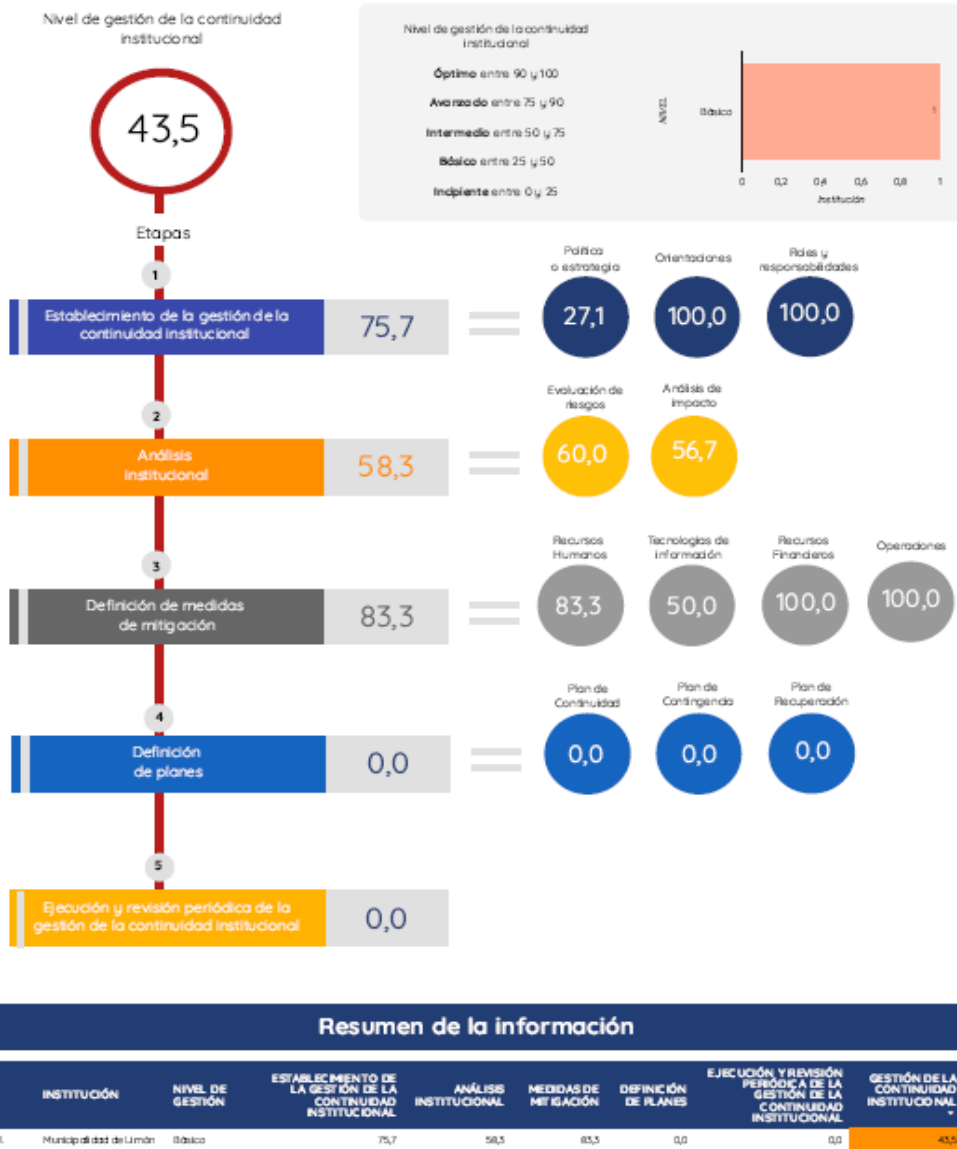 Nivel de gestión de la continuidad
institucional
43,5
Nivel de gestión de la continuidad
institucional
Óptimo entre 90 y 100
Avanzado entre 75 y 90
Intermedio entre 50 y 75
Básico entre 25 y 50
Incipiente entre 0 y 25
NIVEL
Básico
1
0 0,2 0,4 0,6 0,8 1
Institución
Etapas
1
Establecimiento de la gestión de la
continuidad institucional
75,7
Política
o estrategia
27,1
Orientaciones
100,0
Roles y
responsabilidades
100,0
2
Análisis
institucional
58,3
Evaluación de
riesgos
60,0
Análisis de
impacto
56,7
3
Definición de medidas
de mitigación
83,3
Recursos
Humanos
83,3
Tecnologías de
información
50,0
Recursos
Financieros
100,0
Operaciones
100,0
4
Definición
de planes
0,0
Plan de
Continuidad
0,0
Plan de
Contingencia
0,0
Plan de
Recuperación
0,0
5
Ejecución y revisión periódica de la
gestión de la continuidad institucional
0,0
Resumen de la información
INSTITUCIÓN
NIVEL DE
GESTIÓN
ESTABLECIMIENTO DE
LA GESTIÓN DE LA
CONTINUIDAD
INSTITUCIONAL
ANÁLISIS
INSTITUCIONAL
MEDIDAS DE
MITIGACIÓN
DEFINICIÓN
DE PLANES
EJECUCIÓN Y REVISIÓN
PERIÓDICA DE LA
GESTIÓN DE LA
CONTINUIDAD
INSTITUCIONAL
GESTIÓN DE LA
CONTINUIDAD
INSTITUCIONAL
1. Municipalidad de Limón Básico 75,7 58,3 83,3 0,0 0,0 43,5